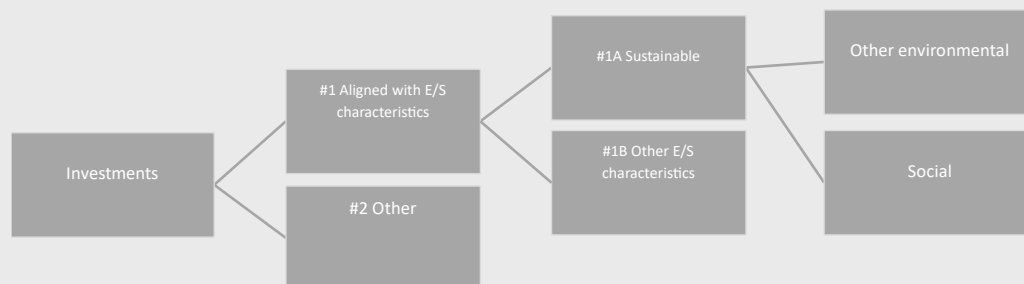 Investments
#1 Aligned with E/S
characteristics
#2 Other
#1A Sustainable
#1B Other E/S
characteristics
Other environmental
Social